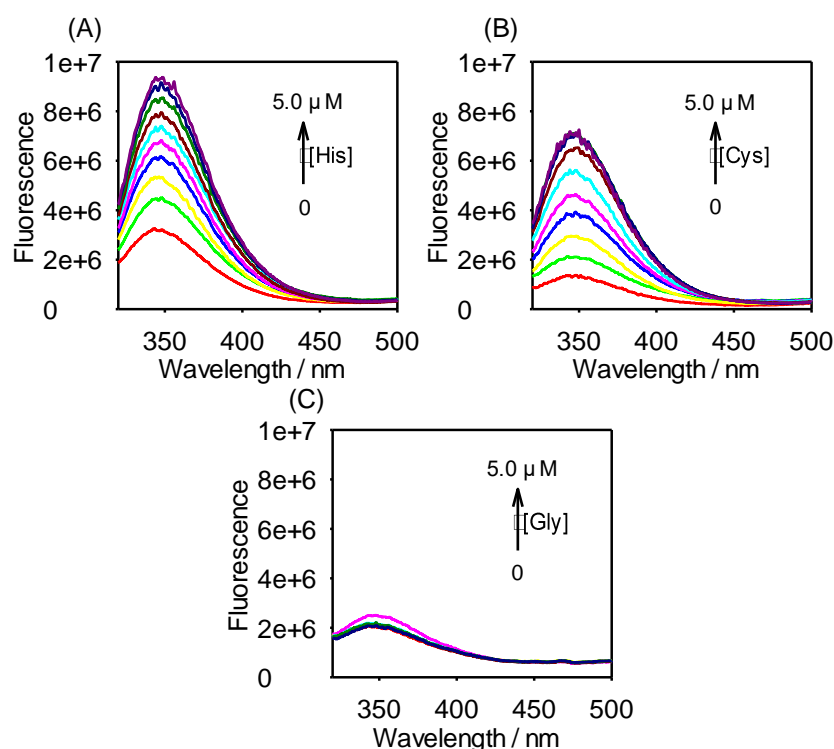 (A)
1e+7
8e+6
6e+6
4e+6
2e+6
0
Fluorescence
5.0 μM
□[His]
0
350 400 450 500
Wavelength / nm
(B)
1e+7
8e+6
6e+6
4e+6
2e+6
0
Fluorescence
5.0 μM
□[Cys]
0
350 400 450 500
Wavelength / nm
(C)
1e+7
8e+6
6e+6
4e+6
2e+6
0
Fluorescence
5.0 μM
□[Gly]
0
350 400 450 500
Wavelength / nm